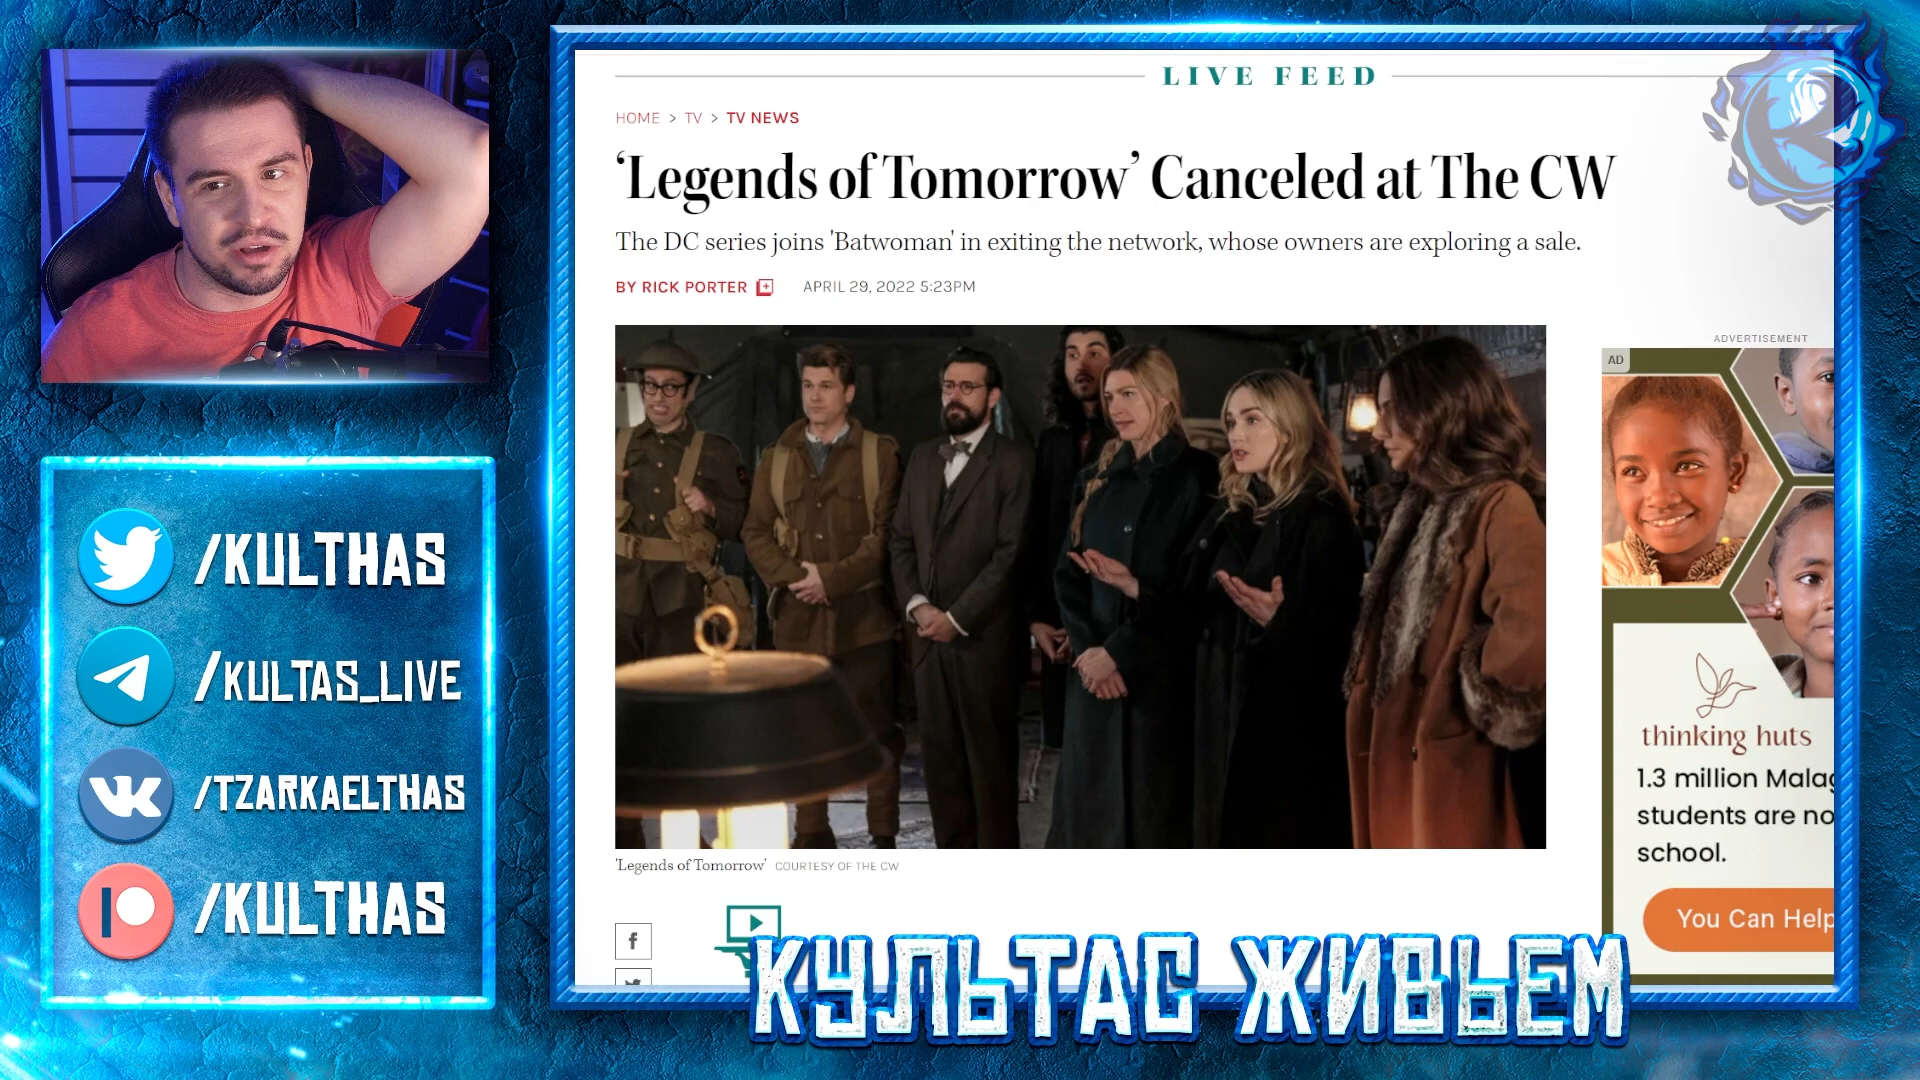 /KULTHAS
/KULTAS_LIVE
/TZARKAELTHAS
/KULTHAS
LIVE FEED
HOME > TV > TV NEWS
‘Legends of Tomorrow’ Canceled at The CW
The DC series joins 'Batwoman' in exiting the network, whose owners are exploring a sale.
BY RICK PORTER APRIL 29, 2022 5:23PM
'Legends of Tomorrow' COURTESY OF THE CW
ADVERTISEMENT
AD
thinking huts
1.3 million Malag
students are no
school.
You Can Help
КУЛЬТАС ЖИВЬЕМ